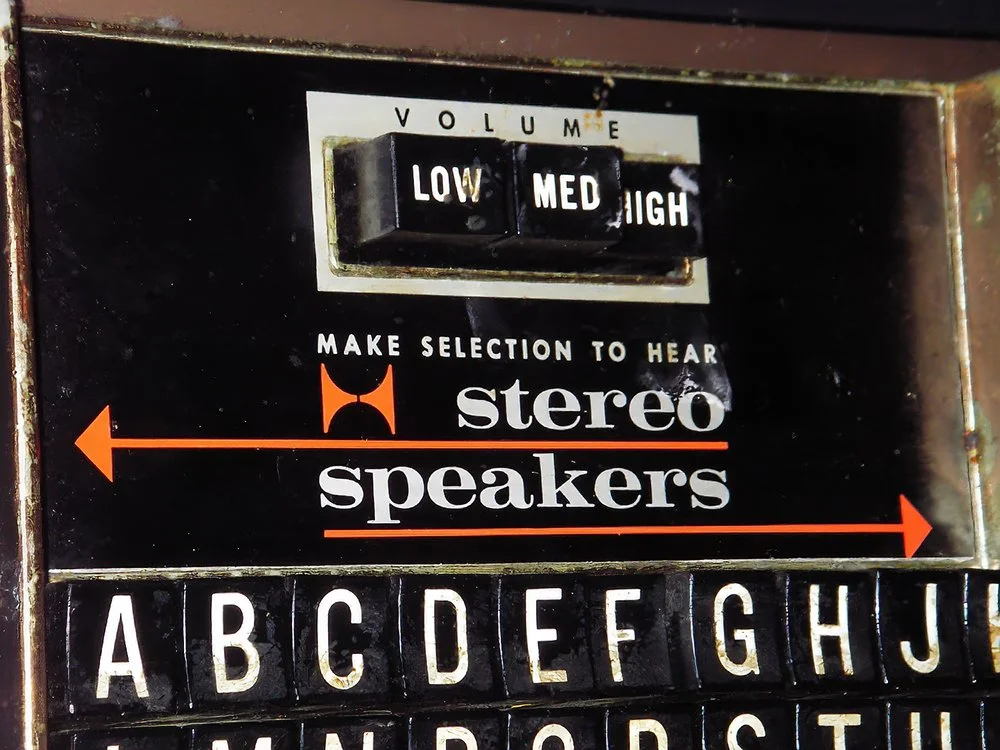 VOLUME
LOW MED HIGH
MAKE SELECTION TO HEAR
stereo
speakers
A B C D E F G H J
L M N P Q R S T U